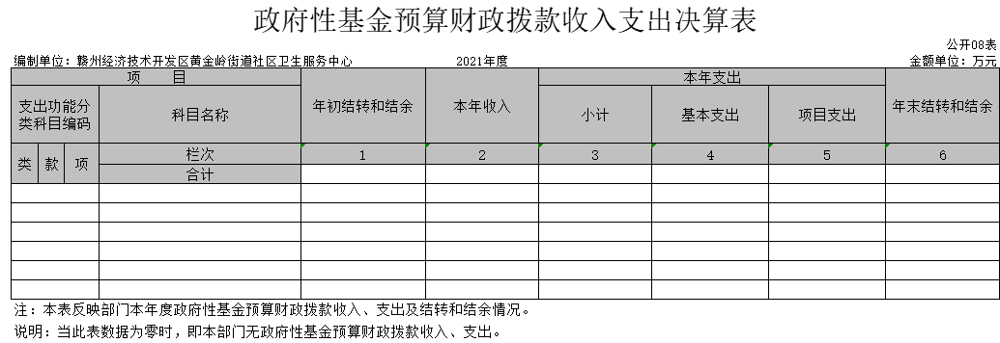 政府性基金预算财政拨款收入支出决算表
公开08表
编制单位：赣州经济技术开发区黄金岭街道社区卫生服务中心 2021年度 金额单位：万元
项 目 年初结转和结余 本年收入 本年支出 年末结转和结余
支出功能分类科目编码 科目名称 小计 基本支出 项目支出
类 款 项 栏次 1 2 3 4 5 6
合计
注：本表反映部门本年度政府性基金预算财政拨款收入、支出及结转和结余情况。
说明：当此表数据为零时，即本部门无政府性基金预算财政拨款收入、支出。